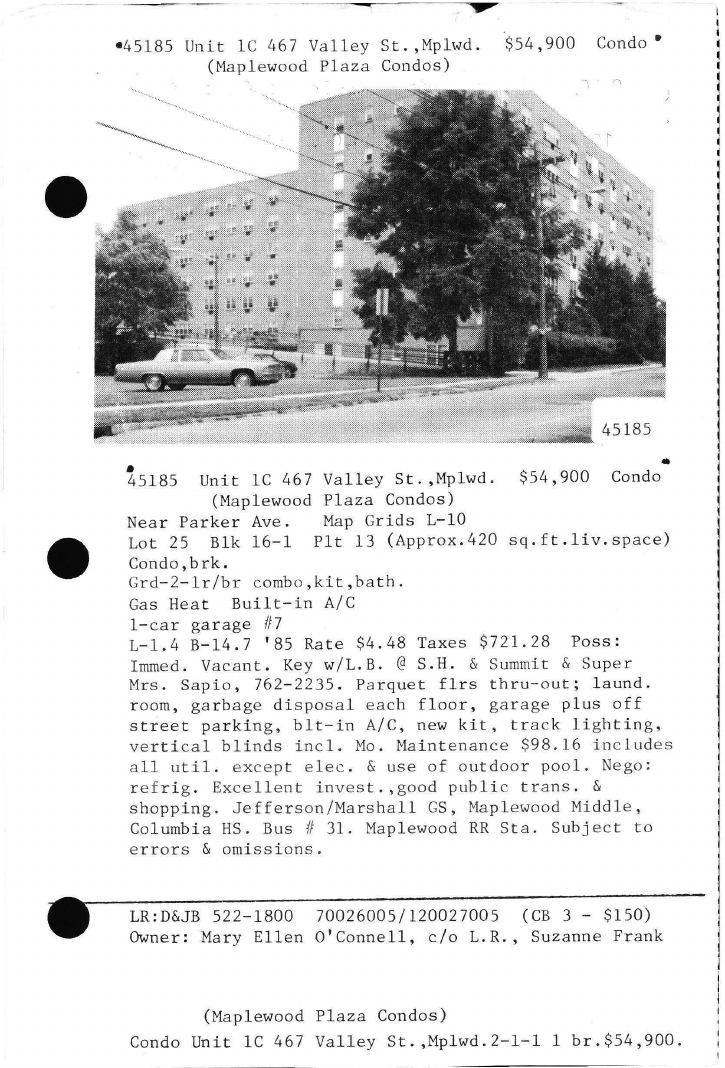 45185 Unit 1C 467 Valley St.,Mplwd. $54,900 Condo
(Maplewood Plaza Condos)
45185
45185 Unit 1C 467 Valley St.,Mplwd. $54,900 Condo
(Maplewood Plaza Condos)
Near Parker Ave. Map Grids L-10
Lot 25 Blk 16-1 Plt 13 (Approx.420 sq.ft.liv.space)
Condo,brk.
Grd-2-lr/br combo,kit,bath.
Gas Heat Built-in A/C
1-car garage #7
L-1.4 B-14.7 '85 Rate $4.48 Taxes $721.28 Poss:
Immed. Vacant. Key w/L.B. @ S.H. & Summit & Super
Mrs. Sapio, 762-2235. Parquet flrs thru-out; laund.
room, garbage disposal each floor, garage plus off
street parking, blt-in A/C, new kit, track lighting,
vertical blinds incl. Mo. Maintenance $98.16 includes
all util. except elec. & use of outdoor pool. Nego:
refrig. Excellent invest.,good public trans. &
shopping. Jefferson/Marshall GS, Maplewood Middle,
Columbia HS. Bus # 31. Maplewood RR Sta. Subject to
errors & omissions.
LR:D&JB 522-1800 70026005/120027005 (CB 3 - $150)
Owner: Mary Ellen O'Connell, c/o L.R., Suzanne Frank
(Maplewood Plaza Condos)
Condo Unit 1C 467 Valley St.,Mplwd.2-1-1 1 br.$54,900.